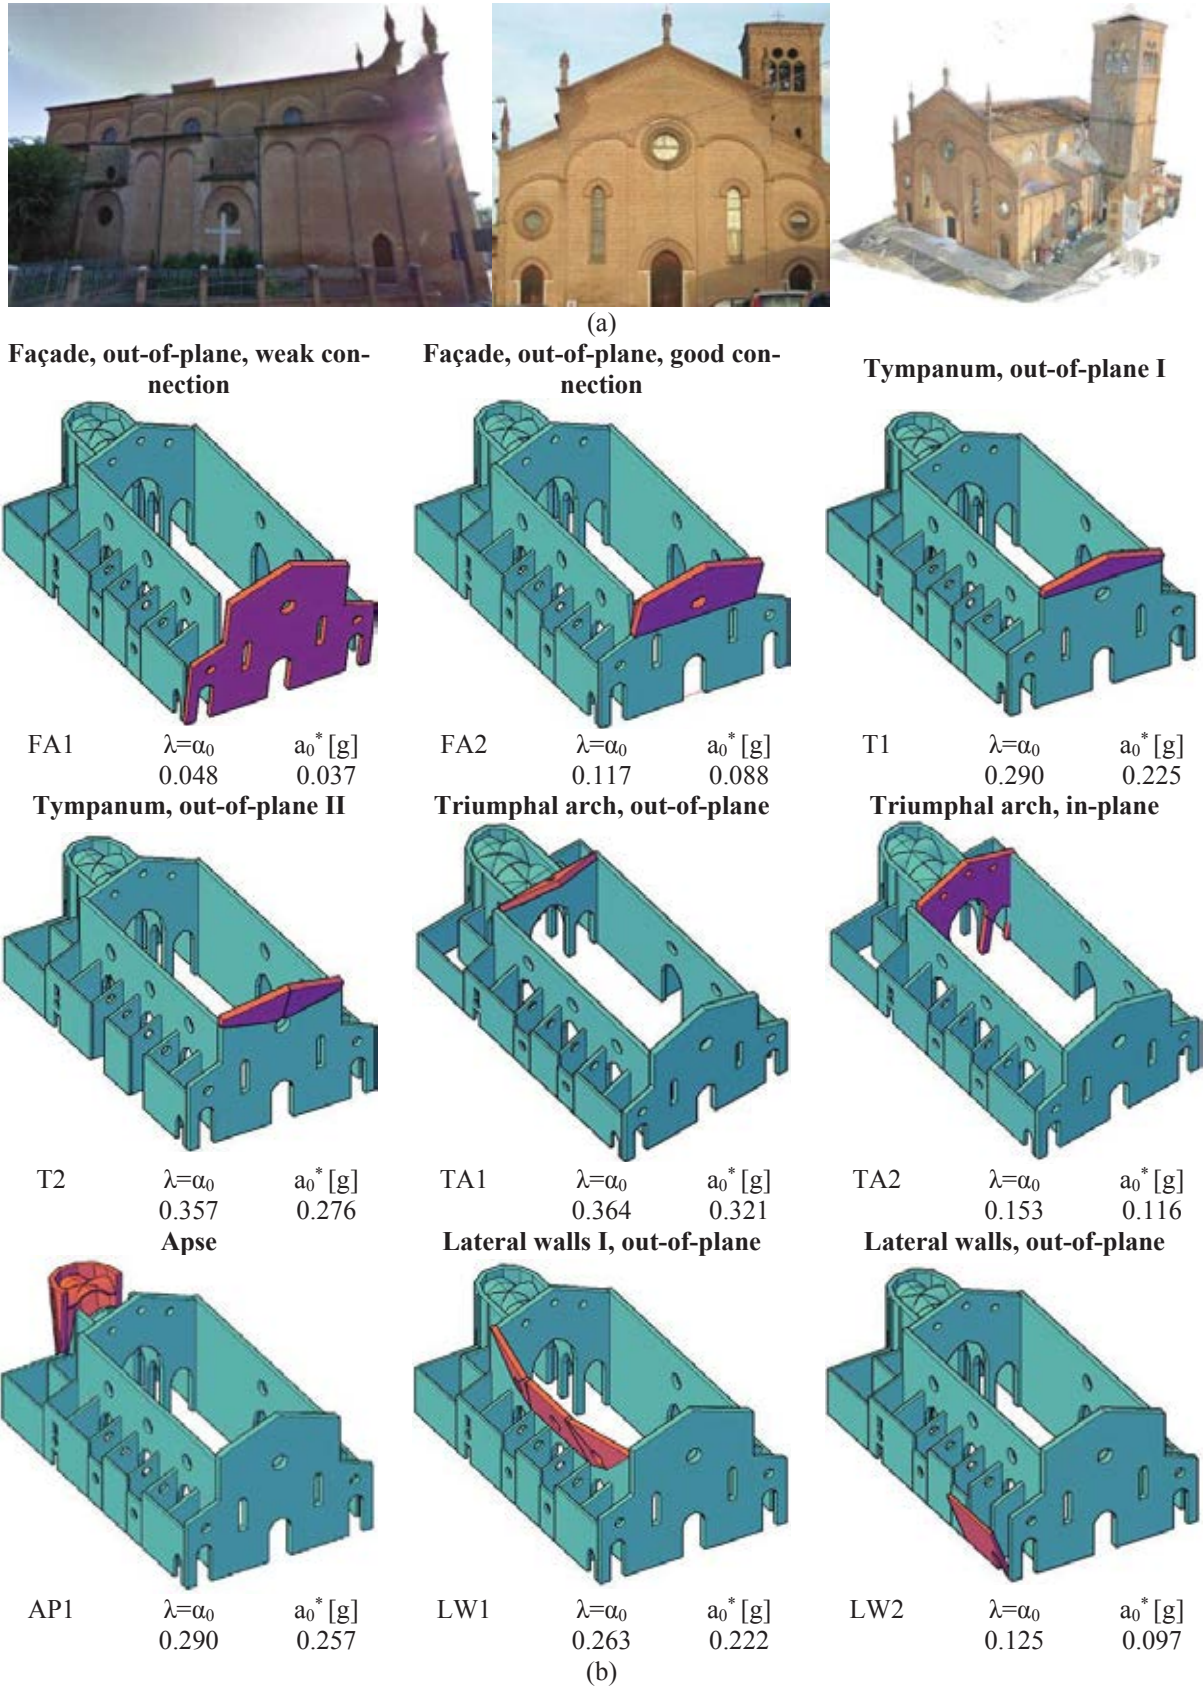 (a)
Façade, out-of-plane, weak con-
nection
Façade, out-of-plane, good con-
nection
Tympanum, out-of-plane I
FA1 λ=α₀ a₀* [g]
0.048 0.037
FA2 λ=α₀ a₀* [g]
0.117 0.088
T1 λ=α₀ a₀* [g]
0.290 0.225
Tympanum, out-of-plane II
Triumphal arch, out-of-plane
Triumphal arch, in-plane
T2 λ=α₀ a₀* [g]
0.357 0.276
TA1 λ=α₀ a₀* [g]
0.364 0.321
TA2 λ=α₀ a₀* [g]
0.153 0.116
Apse
Lateral walls I, out-of-plane
Lateral walls, out-of-plane
AP1 λ=α₀ a₀* [g]
0.290 0.257
LW1 λ=α₀ a₀* [g]
0.263 0.222
LW2 λ=α₀ a₀* [g]
0.125 0.097
(b)